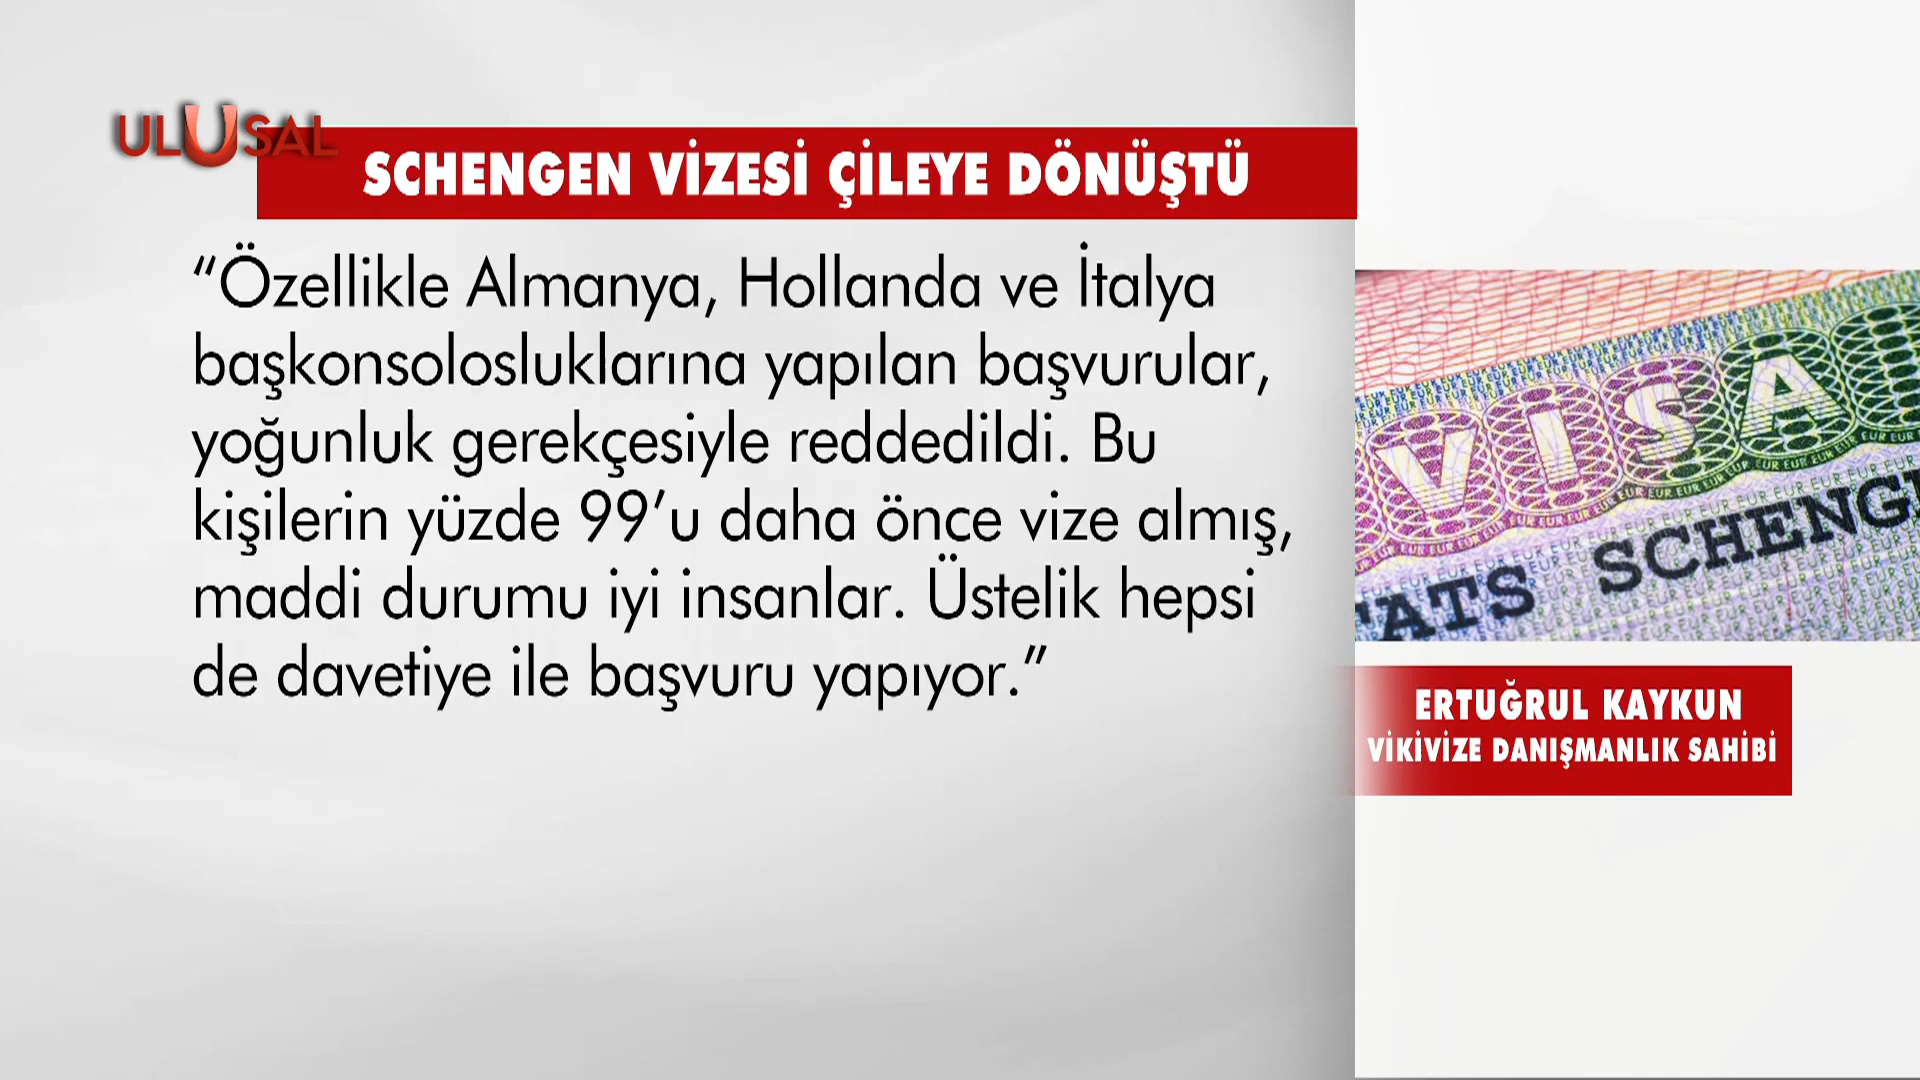 ULUSAL
SCHENGEN VİZESİ ÇİLEYE DÖNÜŞTÜ
“Özellikle Almanya, Hollanda ve İtalya
başkonsolosluklarına yapılan başvurular,
yoğunluk gerekçesiyle reddedildi. Bu
kişilerin yüzde 99’u daha önce vize almış,
maddi durumu iyi insanlar. Üstelik hepsi
de davetiye ile başvuru yapıyor.”
VISA
TATS SCHENG
ERTUĞRUL KAYKUN
VİKİVİZE DANIŞMANLIK SAHİBİ